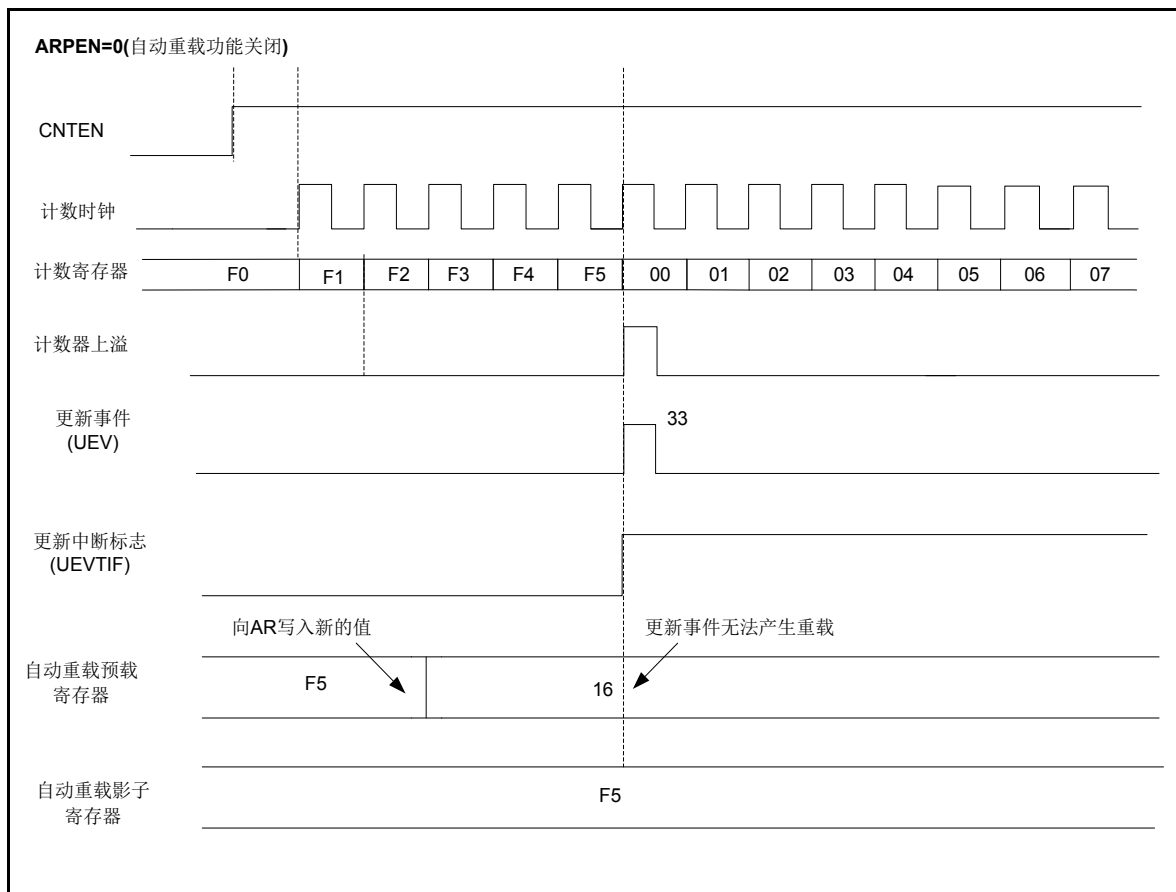 ARPEN=0(自动重载功能关闭)
CNTEN
计数时钟
计数寄存器
F0 F1 F2 F3 F4 F5 00 01 02 03 04 05 06 07
计数器上溢
更新事件
(UEV)
33
更新中断标志
(UEVTIF)
向AR写入新的值
更新事件无法产生重载
自动重载预载
寄存器
F5
16
自动重载影子
寄存器
F5